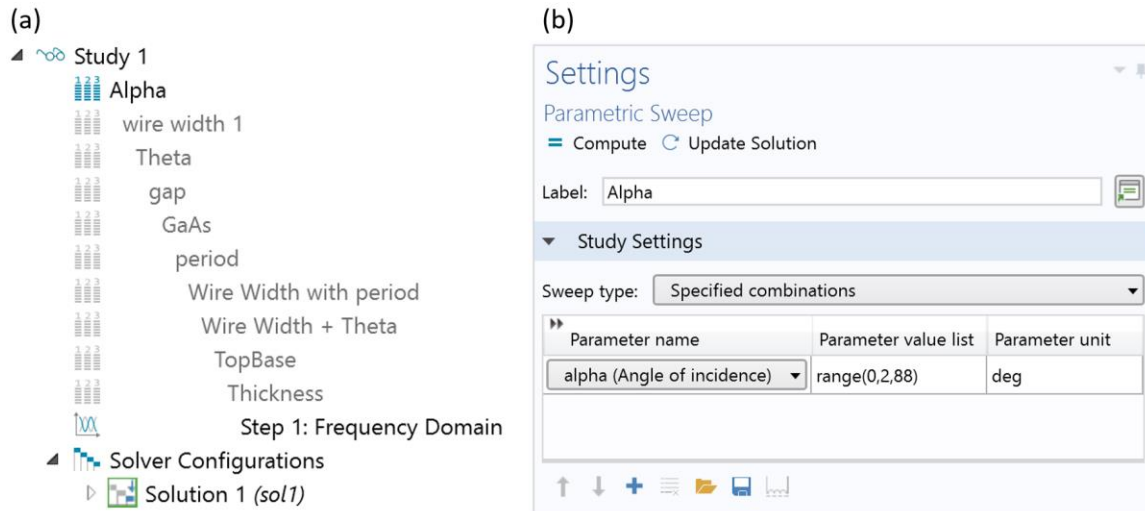 (a)
Study 1
Alpha
wire width 1
Theta
gap
GaAs
period
Wire Width with period
Wire Width + Theta
TopBase
Thickness
Step 1: Frequency Domain
Solver Configurations
Solution 1 (sol1)
(b)
Settings
Parametric Sweep
= Compute Update Solution
Label: Alpha
Study Settings
Sweep type: Specified combinations
Parameter name Parameter value list Parameter unit
alpha (Angle of incidence) range(0,2,88) deg